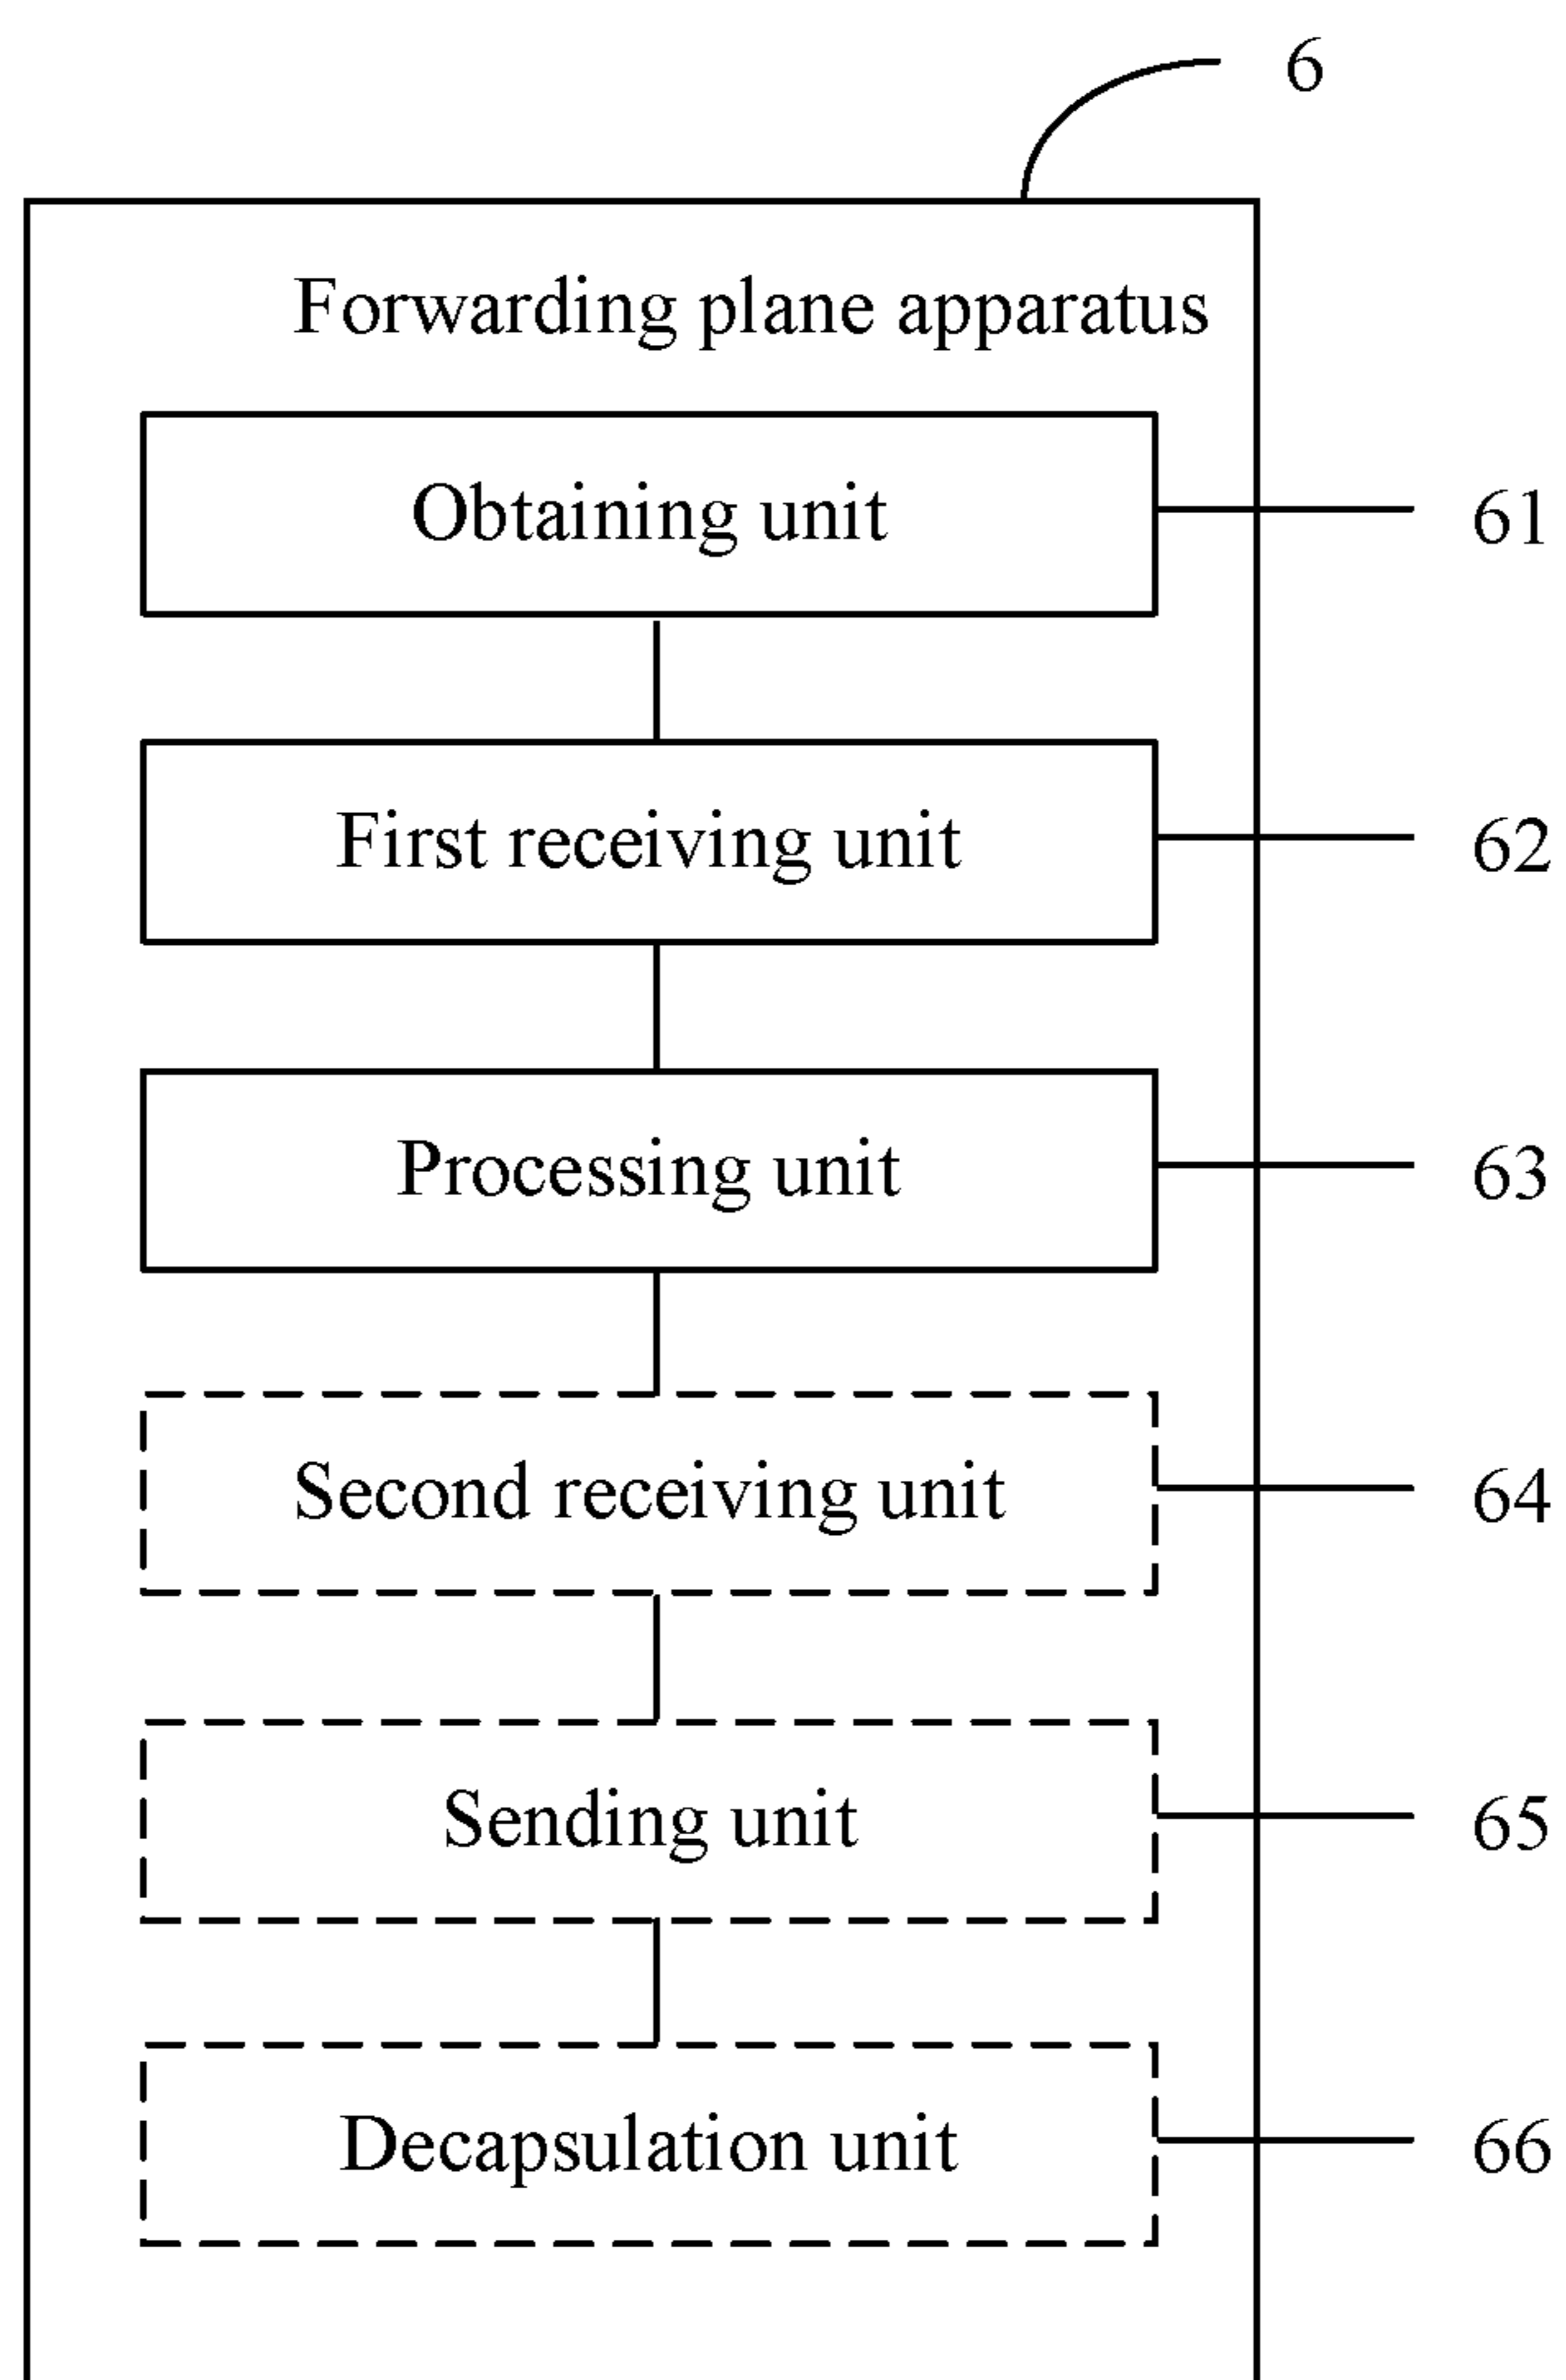 6
Forwarding plane apparatus
Obtaining unit
61
First receiving unit
62
Processing unit
63
Second receiving unit
64
Sending unit
65
Decapsulation unit
66